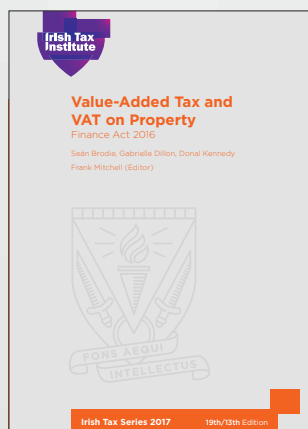 Irish Tax
Institute
Value-Added Tax and
VAT on Property
Finance Act 2016
Seán Brodie, Gabrielle Dillon, Donal Kennedy
Frank Mitchell (Editor)
FONS AEQUI
INTELLECTUS
Irish Tax Series 2017 19th/13th Edition